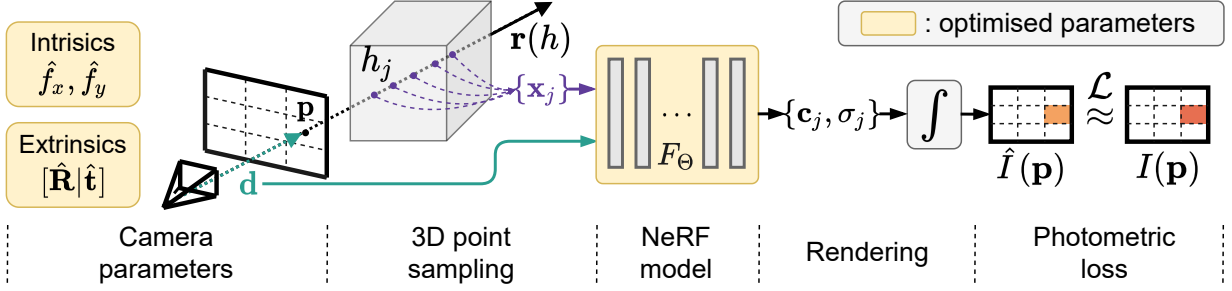 Intrisics
f̂x, f̂y
Extrinsics
[R̂|t̂]
p
d
hj
r(h)
{xj}
FΘ
...
{cj, σj}
∫
: optimised parameters
L
≈
Î(p)
I(p)
Camera
parameters
3D point
sampling
NeRF
model
Rendering
Photometric
loss